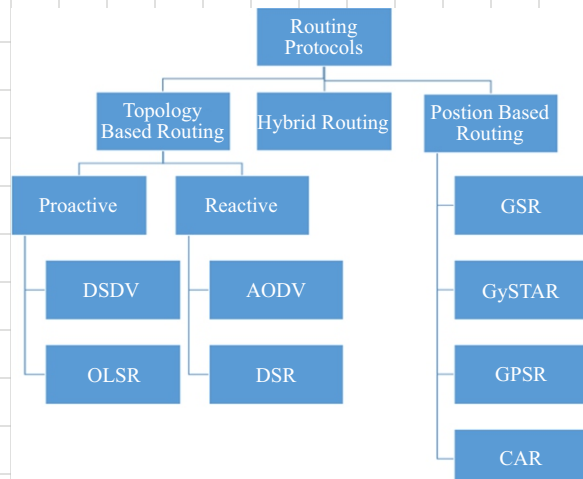 Routing
Protocols
Topology
Based Routing
Hybrid Routing
Postion Based
Routing
Proactive
Reactive
GSR
DSDV
AODV
GySTAR
OLSR
DSR
GPSR
CAR